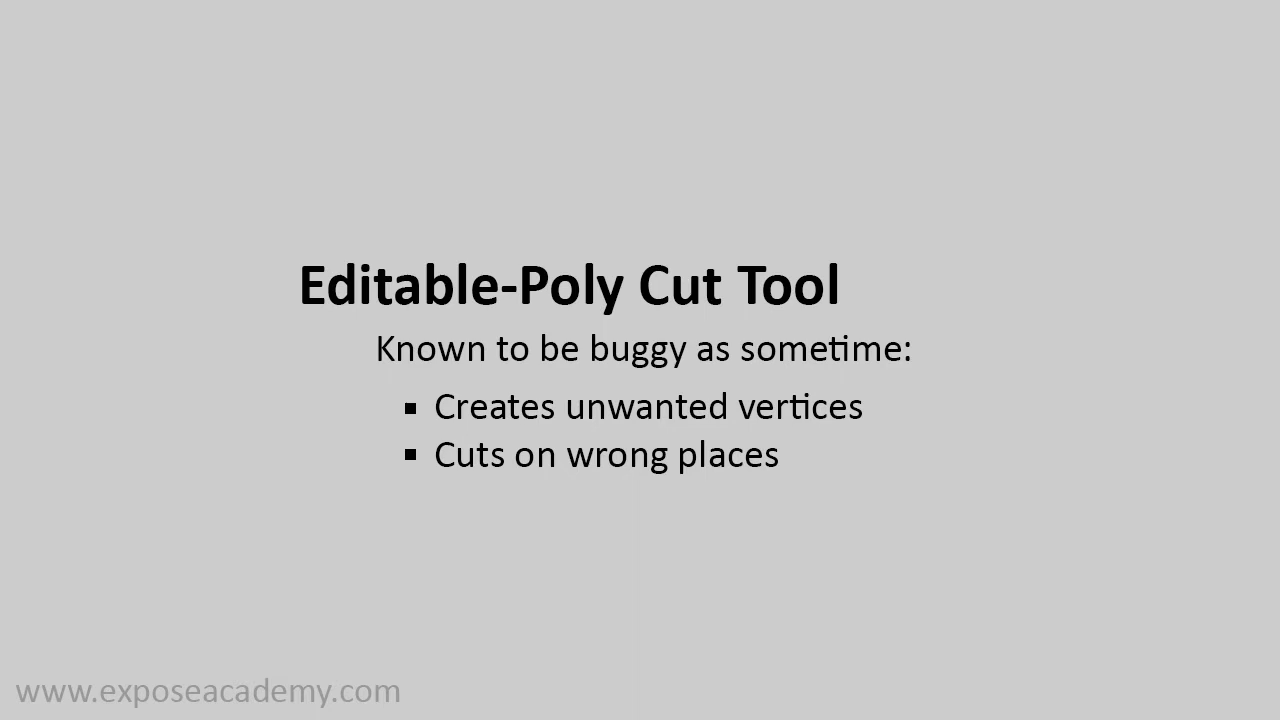 Editable-Poly Cut Tool
Known to be buggy as sometime:
▪ Creates unwanted vertices
▪ Cuts on wrong places
www.exposeacademy.com